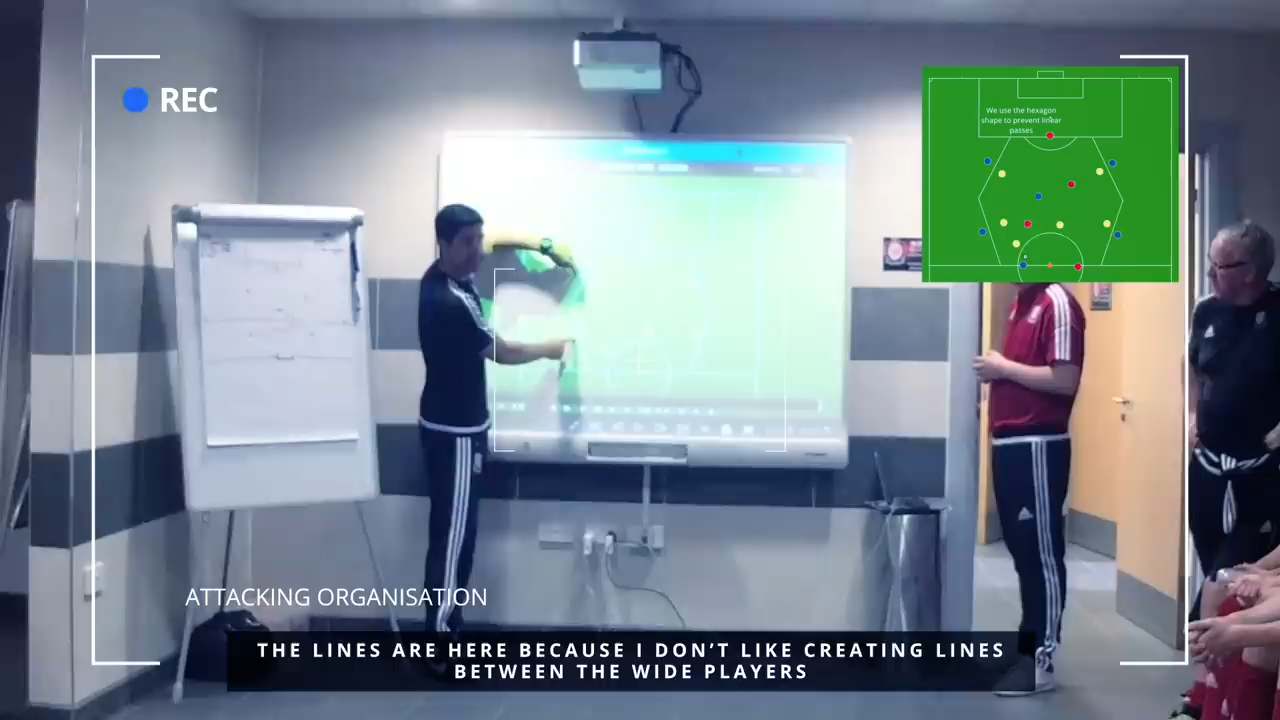 REC
We use the hexagon
shape to prevent linear
passes
ATTACKING ORGANISATION
THE LINES ARE HERE BECAUSE I DON'T LIKE CREATING LINES
BETWEEN THE WIDE PLAYERS